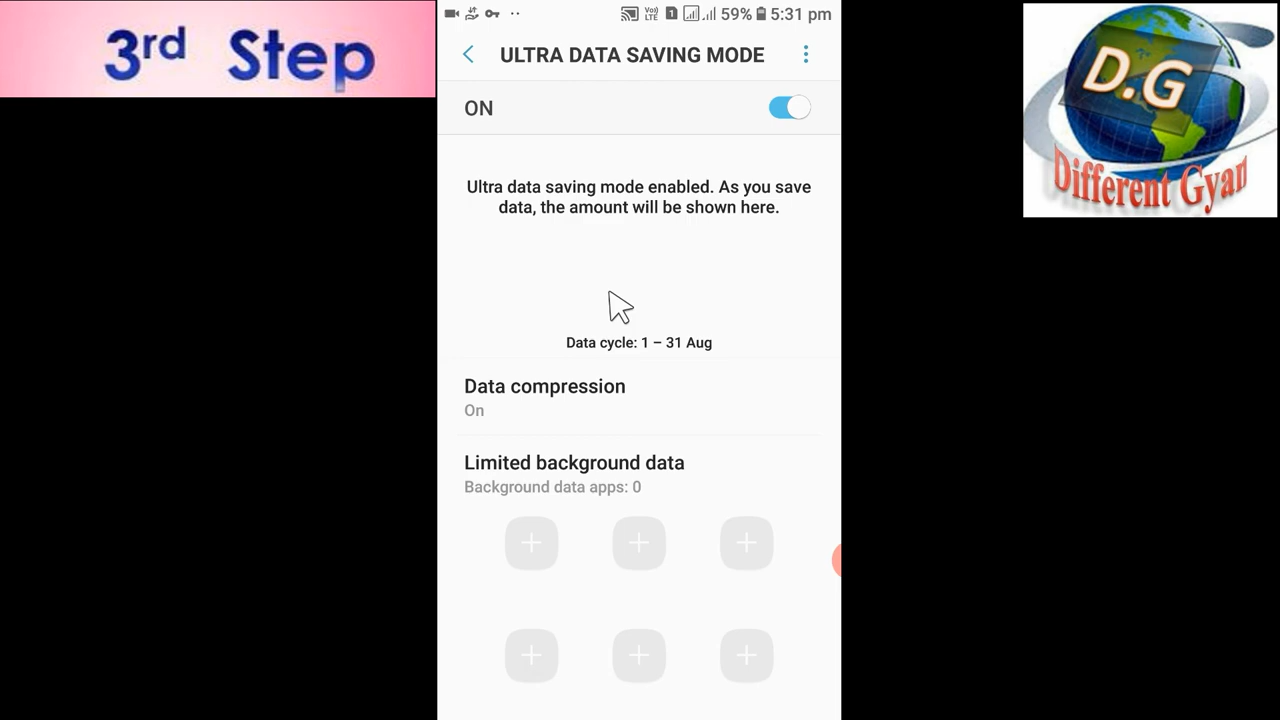 3rd Step
59% 5:31 pm
ULTRA DATA SAVING MODE
ON
Ultra data saving mode enabled. As you save
data, the amount will be shown here.
Data cycle: 1 – 31 Aug
Data compression
On
Limited background data
Background data apps: 0
D.G
Different Gyan